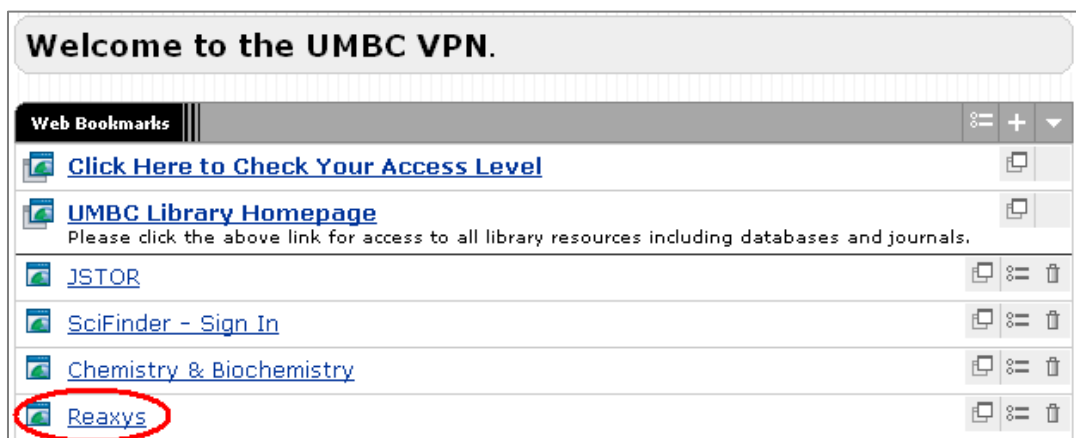 Welcome to the UMBC VPN.
Web Bookmarks
Click Here to Check Your Access Level
UMBC Library Homepage
Please click the above link for access to all library resources including databases and journals.
JSTOR
SciFinder - Sign In
Chemistry & Biochemistry
Reaxys